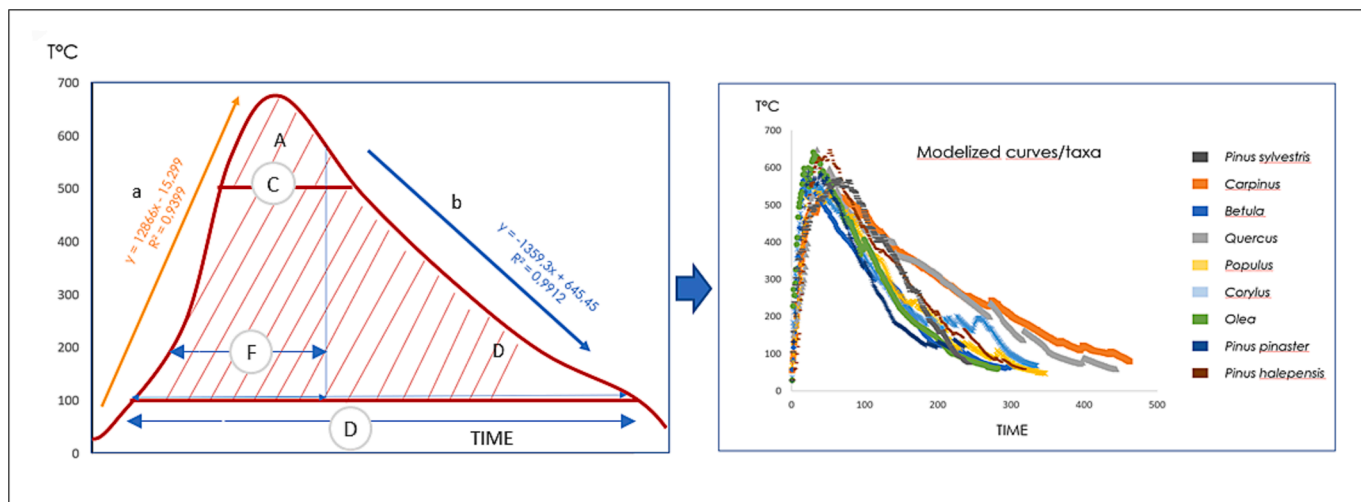 T°C
700
600
500
400
300
200
100
0
a
y = 12866x - 15,299
R² = 0,9399
A
C
b
y = -1359,3x + 645,45
R² = 0,9912
F
D
D
TIME
T°C
700
600
500
400
300
200
100
0
0 100 200 300 400 500
TIME
Modelized curves/taxa
Pinus sylvestris
Carpinus
Betula
Quercus
Populus
Corylus
Olea
Pinus pinaster
Pinus halepensis